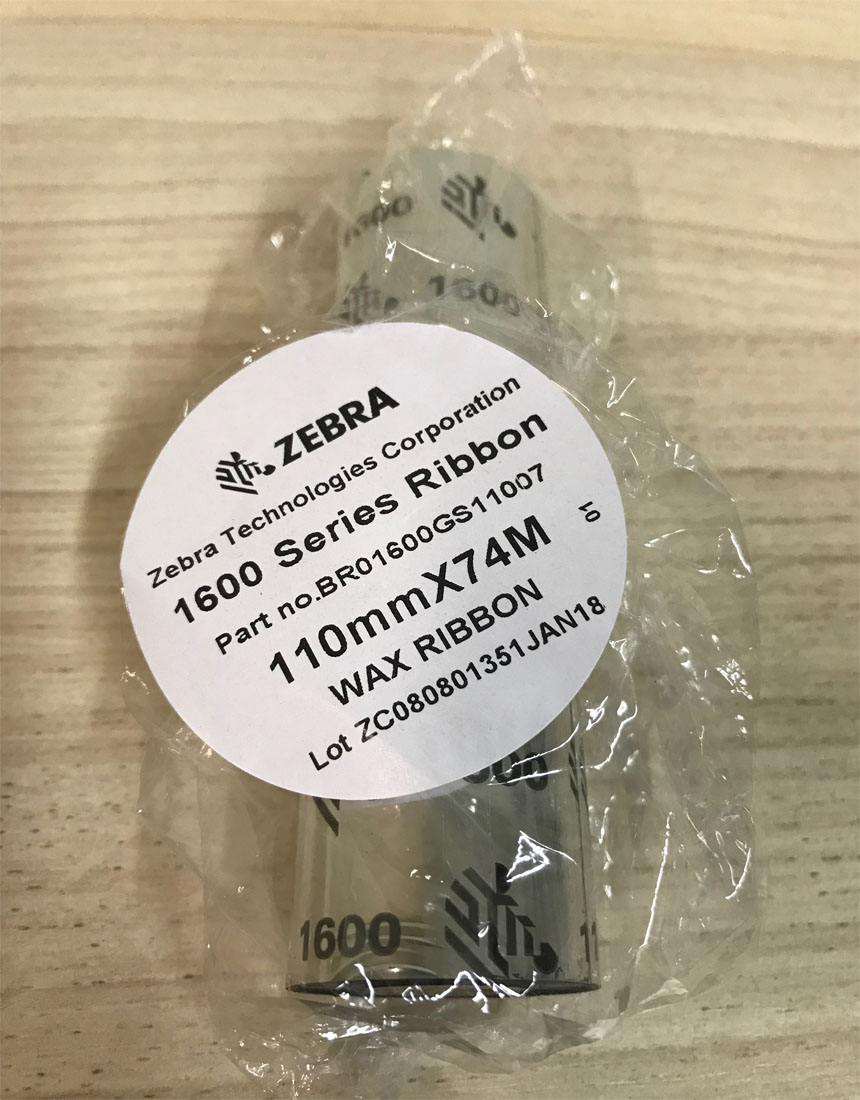 1600
1600
ZEBRA
Zebra Technologies Corporation
1600 Series Ribbon
Part no.BR01600GS11007
01
110mmX74M
WAX RIBBON
Lot ZC080801351JAN18
1600